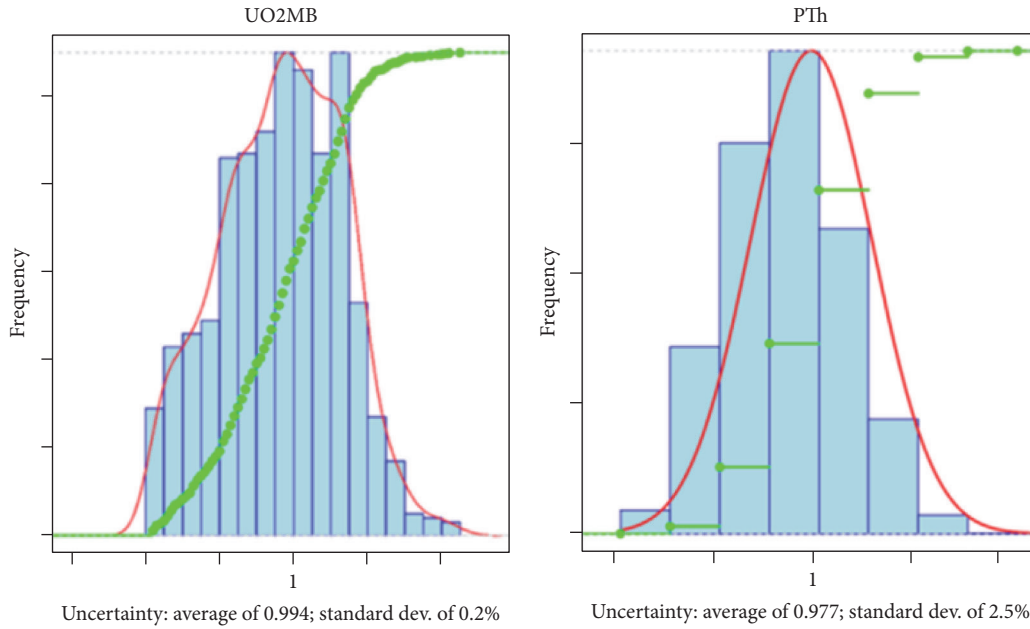 UO2MB
Frequency
1
Uncertainty: average of 0.994; standard dev. of 0.2%
PTh
Frequency
1
Uncertainty: average of 0.977; standard dev. of 2.5%